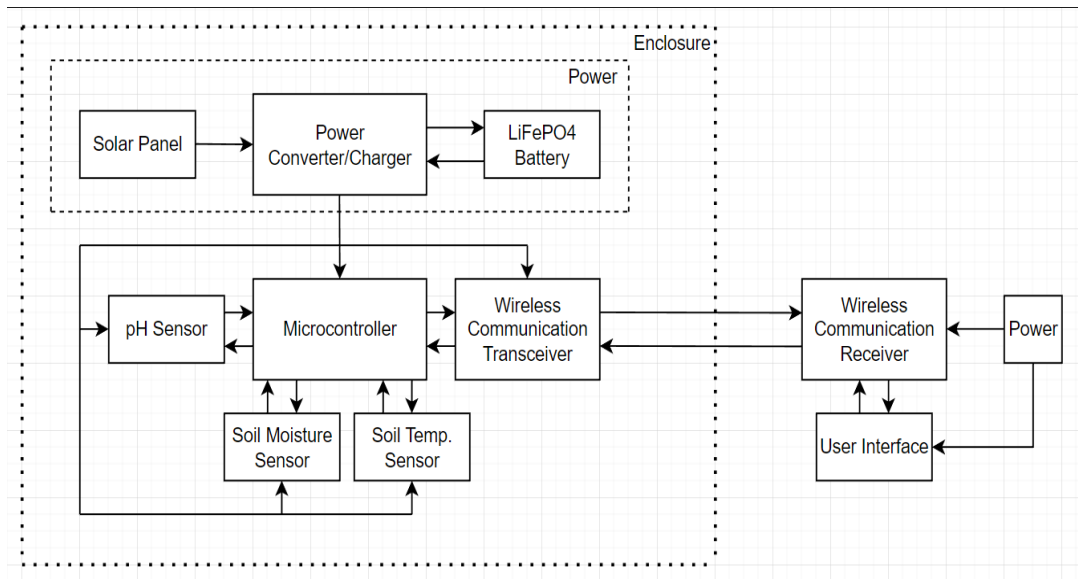 Enclosure
Power
Solar Panel
Power
Converter/Charger
LiFePO4
Battery
pH Sensor
Microcontroller
Wireless
Communication
Transceiver
Wireless
Communication
Receiver
Power
Soil Moisture
Sensor
Soil Temp.
Sensor
User Interface